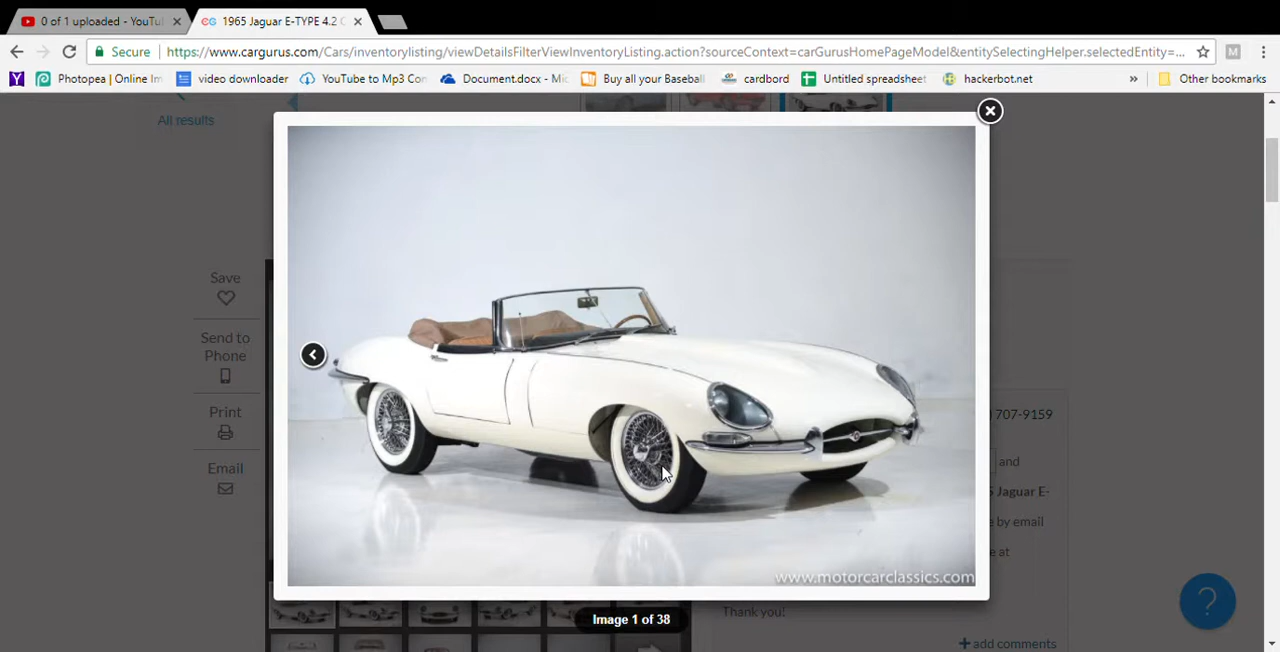 0 of 1 uploaded - YouTu
1965 Jaguar E-TYPE 4.2
Secure
https://www.cargurus.com/Cars/inventorylisting/viewDetailsFilterViewInventoryListing.action?sourceContext=carGurusHomePageModel&entitySelectingHelper.selectedEntity=...
M
Photopea | Online Im
video downloader
YouTube to Mp3 Con
Document.docx - Mic
Buy all your Baseball
cardbord
Untitled spreadsheet
hackerbot.net
»
Other bookmarks
All results
Save
Send to
Phone
Print
Email
707-9159
and
Jaguar E-
e by email
e at
Thank you!
+ add comments
www.motorcarclassics.com
Image 1 of 38
?